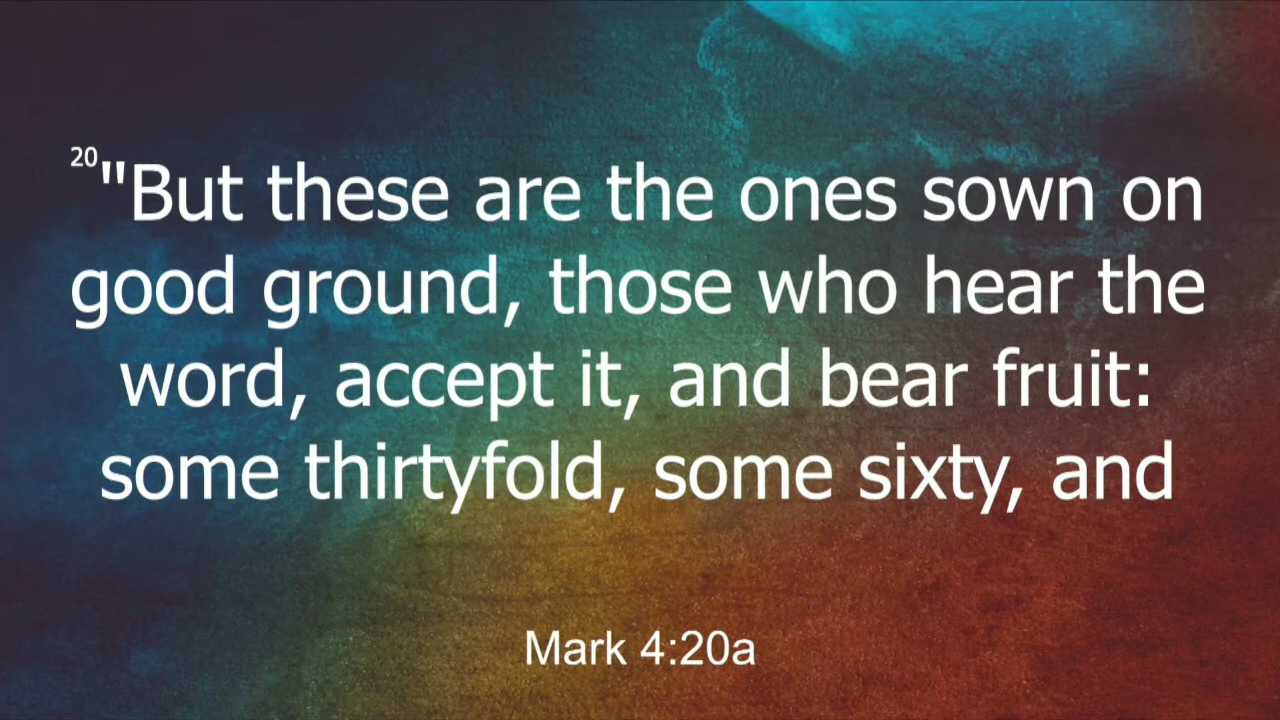 20"But these are the ones sown on
good ground, those who hear the
word, accept it, and bear fruit:
some thirtyfold, some sixty, and
Mark 4:20a